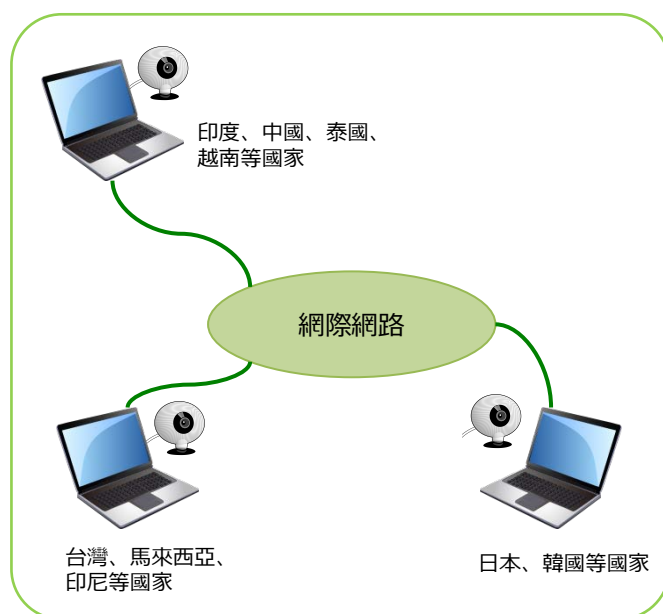 印度、中國、泰國、
越南等國家
網際網路
台灣、馬來西亞、
印尼等國家
日本、韓國等國家